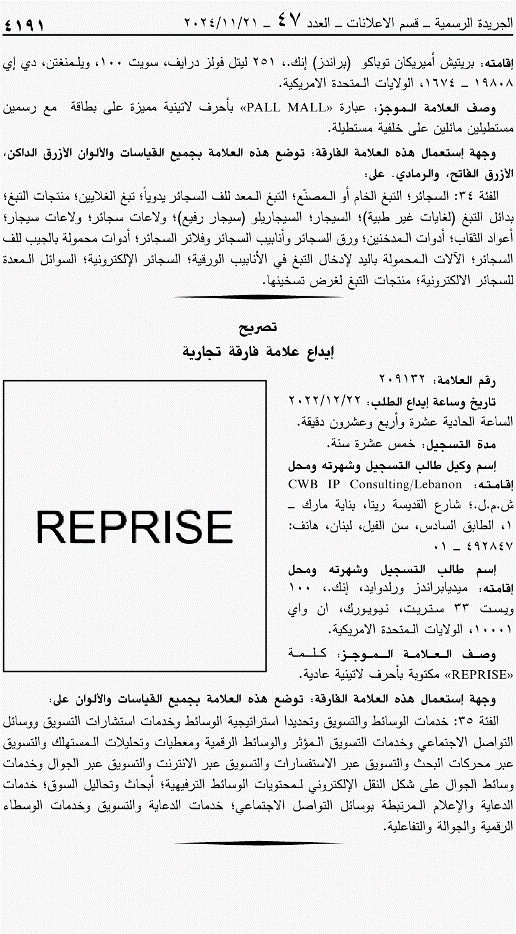 الجريدة الرسمية ــ قسم الاعلانات ــ العدد ٤٧ ــ ٢٠٢٤/١١/٢١
٤١٩١
إقامته: بريتيش أميريكان توباكو (براندز) إنك.، ٢٥١ ليتل فولز درايف، سويت ١٠٠، ويلمنغتن، دي إي
١٩٨٠٨ ــ ١٦٧٤، الولايات المتحدة الامريكية.
وصف العلامة الموجز: عبارة «PALL MALL» بأحرف لاتينية مميزة على بطاقة مع رسمين
مستطيلين مائلين على خلفية مستطيلة.
وجهة إستعمال هذه العلامة الفارقة: توضع هذه العلامة بجميع القياسات والألوان الأزرق الداكن،
الأزرق الفاتح، والرمادي. على:
الفئة ٣٤: السجائر؛ التبغ الخام أو المصنّع؛ التبغ المعد للف السجائر يدوياً؛ تبغ الغلايين؛ منتجات التبغ؛
بدائل التبغ (لغايات غير طبية)؛ السيجار؛ السيجاريلو (سيجار رفيع)؛ ولاعات سجائر؛ ولاعات سيجار؛
أعواد الثقاب؛ أدوات المدخنين؛ ورق السجائر وأنابيب السجائر وفلاتر السجائر؛ أدوات محمولة بالجيب للف
السجائر؛ الآلات المحمولة باليد لإدخال التبغ في الأنابيب الورقية؛ السجائر الإلكترونية؛ السوائل المعدة
للسجائر الالكترونية؛ منتجات التبغ لغرض تسخينها.
تصريح
إيداع علامة فارقة تجارية
رقم العلامة: ٢٠٩١٣٢
تاريخ وساعة إيداع الطلب: ٢٠٢٢/١٢/٢٢
الساعة الحادية عشرة وأربع وعشرون دقيقة.
مدة التسجيل: خمس عشرة سنة.
إسم وكيل طالب التسجيل وشهرته ومحل
إقامته: CWB IP Consulting/Lebanon
ش.م.ل.؛ شارع القديسة ريتا، بناية مارك ــ
١، الطابق السادس، سن الفيل، لبنان، هاتف:
٤٩٢٨٤٧ ــ ٠١
إسم طالب التسجيل وشهرته ومحل
إقامته: ميديابراندز ورلدوايد، إنك.، ١٠٠
ويست ٣٣ ستريت، نيويورك، ان واي
١٠٠٠١، الولايات المتحدة الامريكية.
وصف العلامة الموجز: كلمة
«REPRISE» مكتوبة بأحرف لاتينية عادية.
REPRISE
وجهة إستعمال هذه العلامة الفارقة: توضع هذه العلامة بجميع القياسات والألوان على:
الفئة ٣٥: خدمات الوسائط والتسويق وتحديدا استراتيجية الوسائط وخدمات استشارات التسويق ووسائل
التواصل الاجتماعي وخدمات التسويق المؤثر والوسائط الرقمية ومعطيات وتحليلات المستهلك والتسويق
عبر محركات البحث والتسويق عبر الاستفسارات والتسويق عبر الانترنت والتسويق عبر الجوال وخدمات
وسائط الجوال على شكل النقل الإلكتروني لمحتويات الوسائط الترفيهية؛ أبحاث وتحاليل السوق؛ خدمات
الدعاية والإعلام المرتبطة بوسائل التواصل الاجتماعي؛ خدمات الدعاية والتسويق وخدمات الوسطاء
الرقمية والجوالة والتفاعلية.